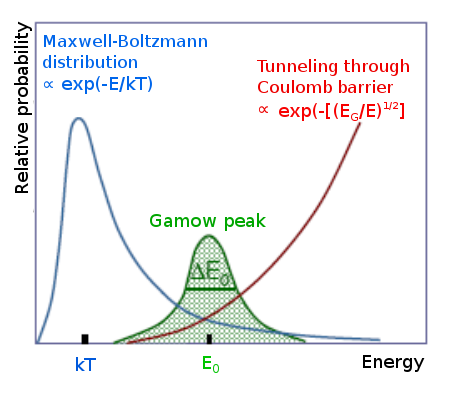 Relative probability
Maxwell-Boltzmann
distribution
∝ exp(-E/kT)
Tunneling through
Coulomb barrier
∝ exp(-[(E_G/E)^1/2]
Gamow peak
ΔE₀
kT
E₀
Energy